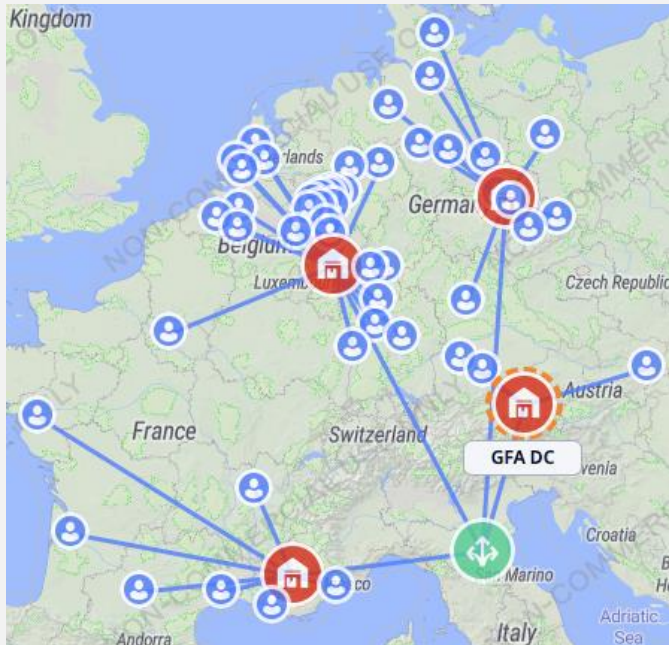 Kingdom
NON-COMMERCIAL USE ONLY
erlands
German
Belgium
Luxemb
Czech Republic
Austria
France
Switzerland
GFA DC
venia
Croatia
Marino
Italy
Adriatic
Sea
Andorra